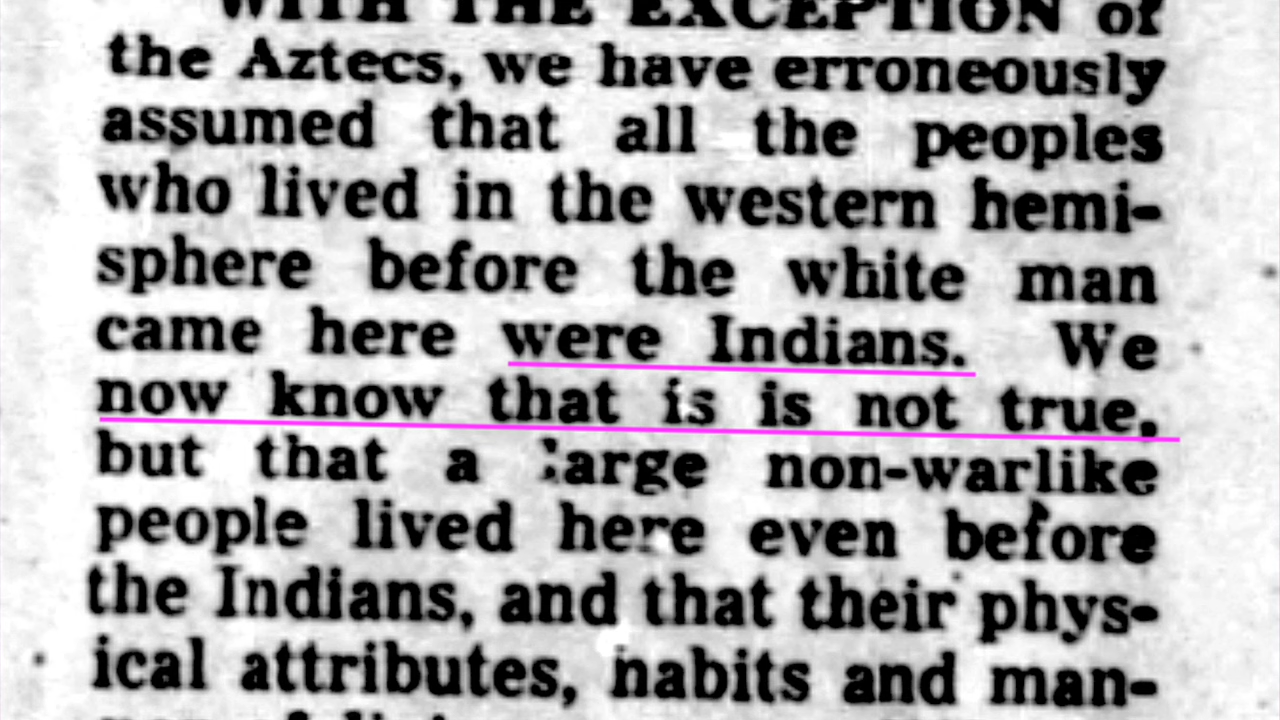 WITH THE EXCEPTION of
the Aztecs, we have erroneously
assumed that all the peoples
who lived in the western hemi-
sphere before the white man
came here were Indians. We
now know that is is not true,
but that a large non-warlike
people lived here even before
the Indians, and that their phys-
ical attributes, habits and man-